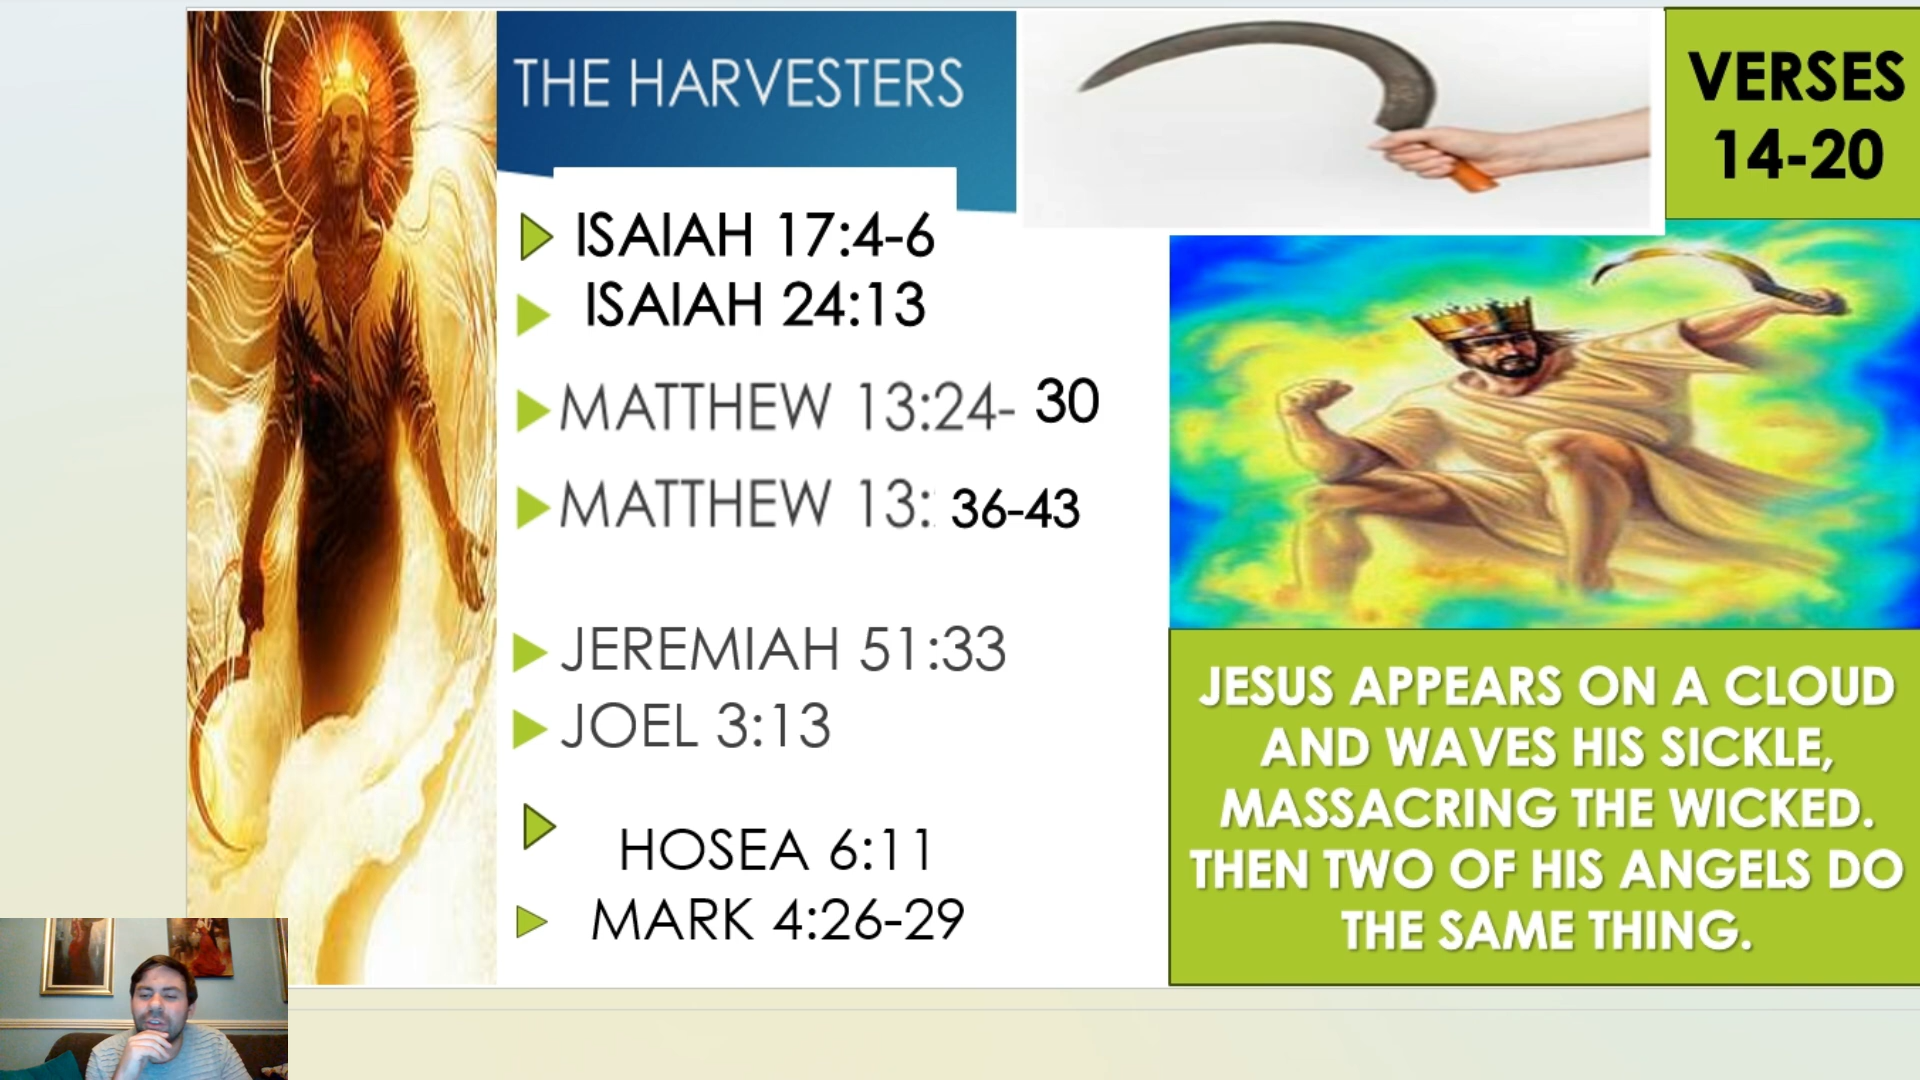 THE HARVESTERS
VERSES
14-20
ISAIAH 17:4-6
ISAIAH 24:13
MATTHEW 13:24- 30
MATTHEW 13: 36-43
JEREMIAH 51:33
JOEL 3:13
HOSEA 6:11
MARK 4:26-29
JESUS APPEARS ON A CLOUD
AND WAVES HIS SICKLE,
MASSACRING THE WICKED.
THEN TWO OF HIS ANGELS DO
THE SAME THING.